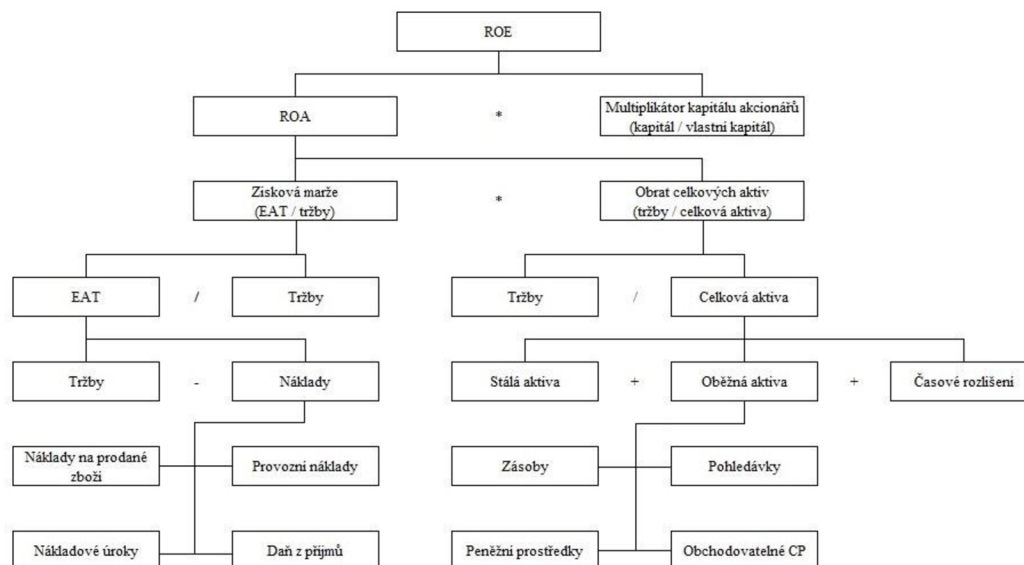 ROE
ROA
*
Multiplikátor kapitálu akcionářů
(kapitál / vlastní kapitál)
Zisková marže
(EAT / tržby)
*
Obrat celkových aktiv
(tržby / celková aktiva)
EAT
/
Tržby
Tržby
/
Celková aktiva
Tržby
-
Náklady
Stálá aktiva
+
Oběžná aktiva
+
Časové rozlišení
Náklady na prodané
zboží
Provozní náklady
Zásoby
Pohledávky
Nákladové úroky
Daň z příjmů
Peněžní prostředky
Obchodovatelné CP